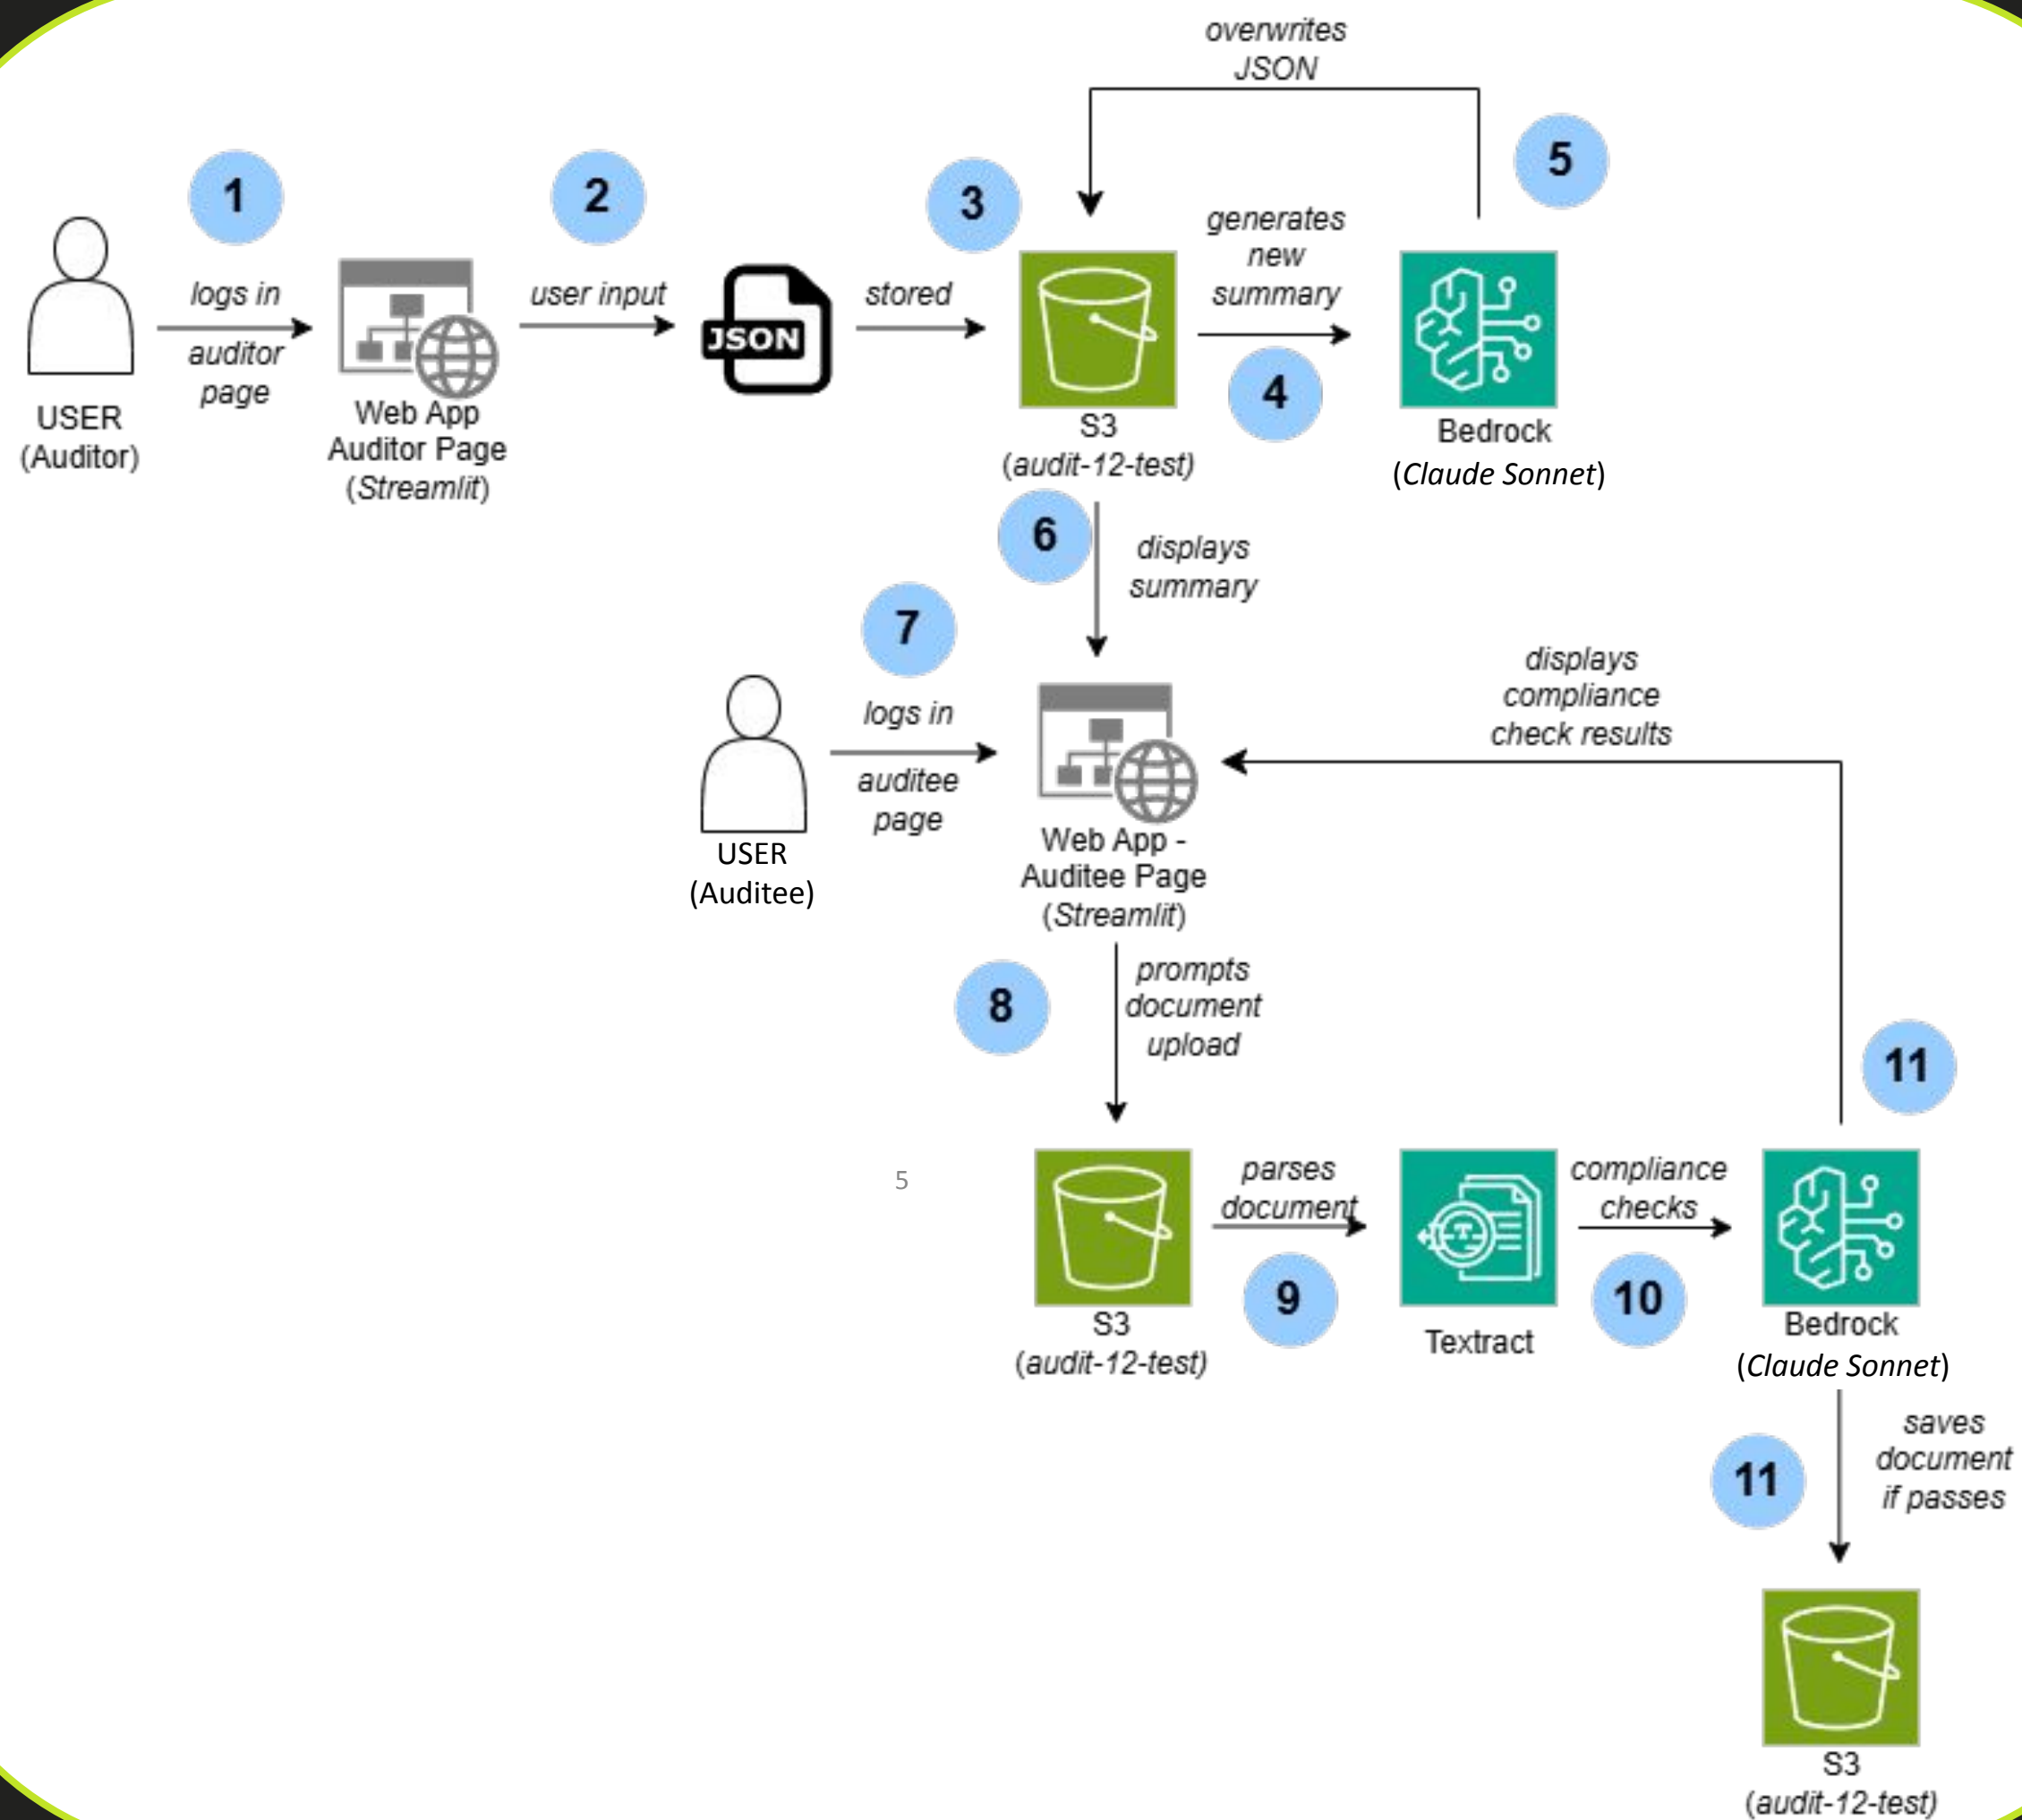 overwrites
JSON
1
2
3
5
logs in
auditor
page
user input
JSON
stored
generates
new
summary
4
USER
(Auditor)
Web App
Auditor Page
(Streamlit)
S3
(audit-12-test)
Bedrock
(Claude Sonnet)
6
displays
summary
7
logs in
auditee
page
displays
compliance
check results
USER
(Auditee)
Web App -
Auditee Page
(Streamlit)
8
prompts
document
upload
11
5
parses
document
9
compliance
checks
10
S3
(audit-12-test)
Textract
Bedrock
(Claude Sonnet)
11
saves
document
if passes
S3
(audit-12-test)